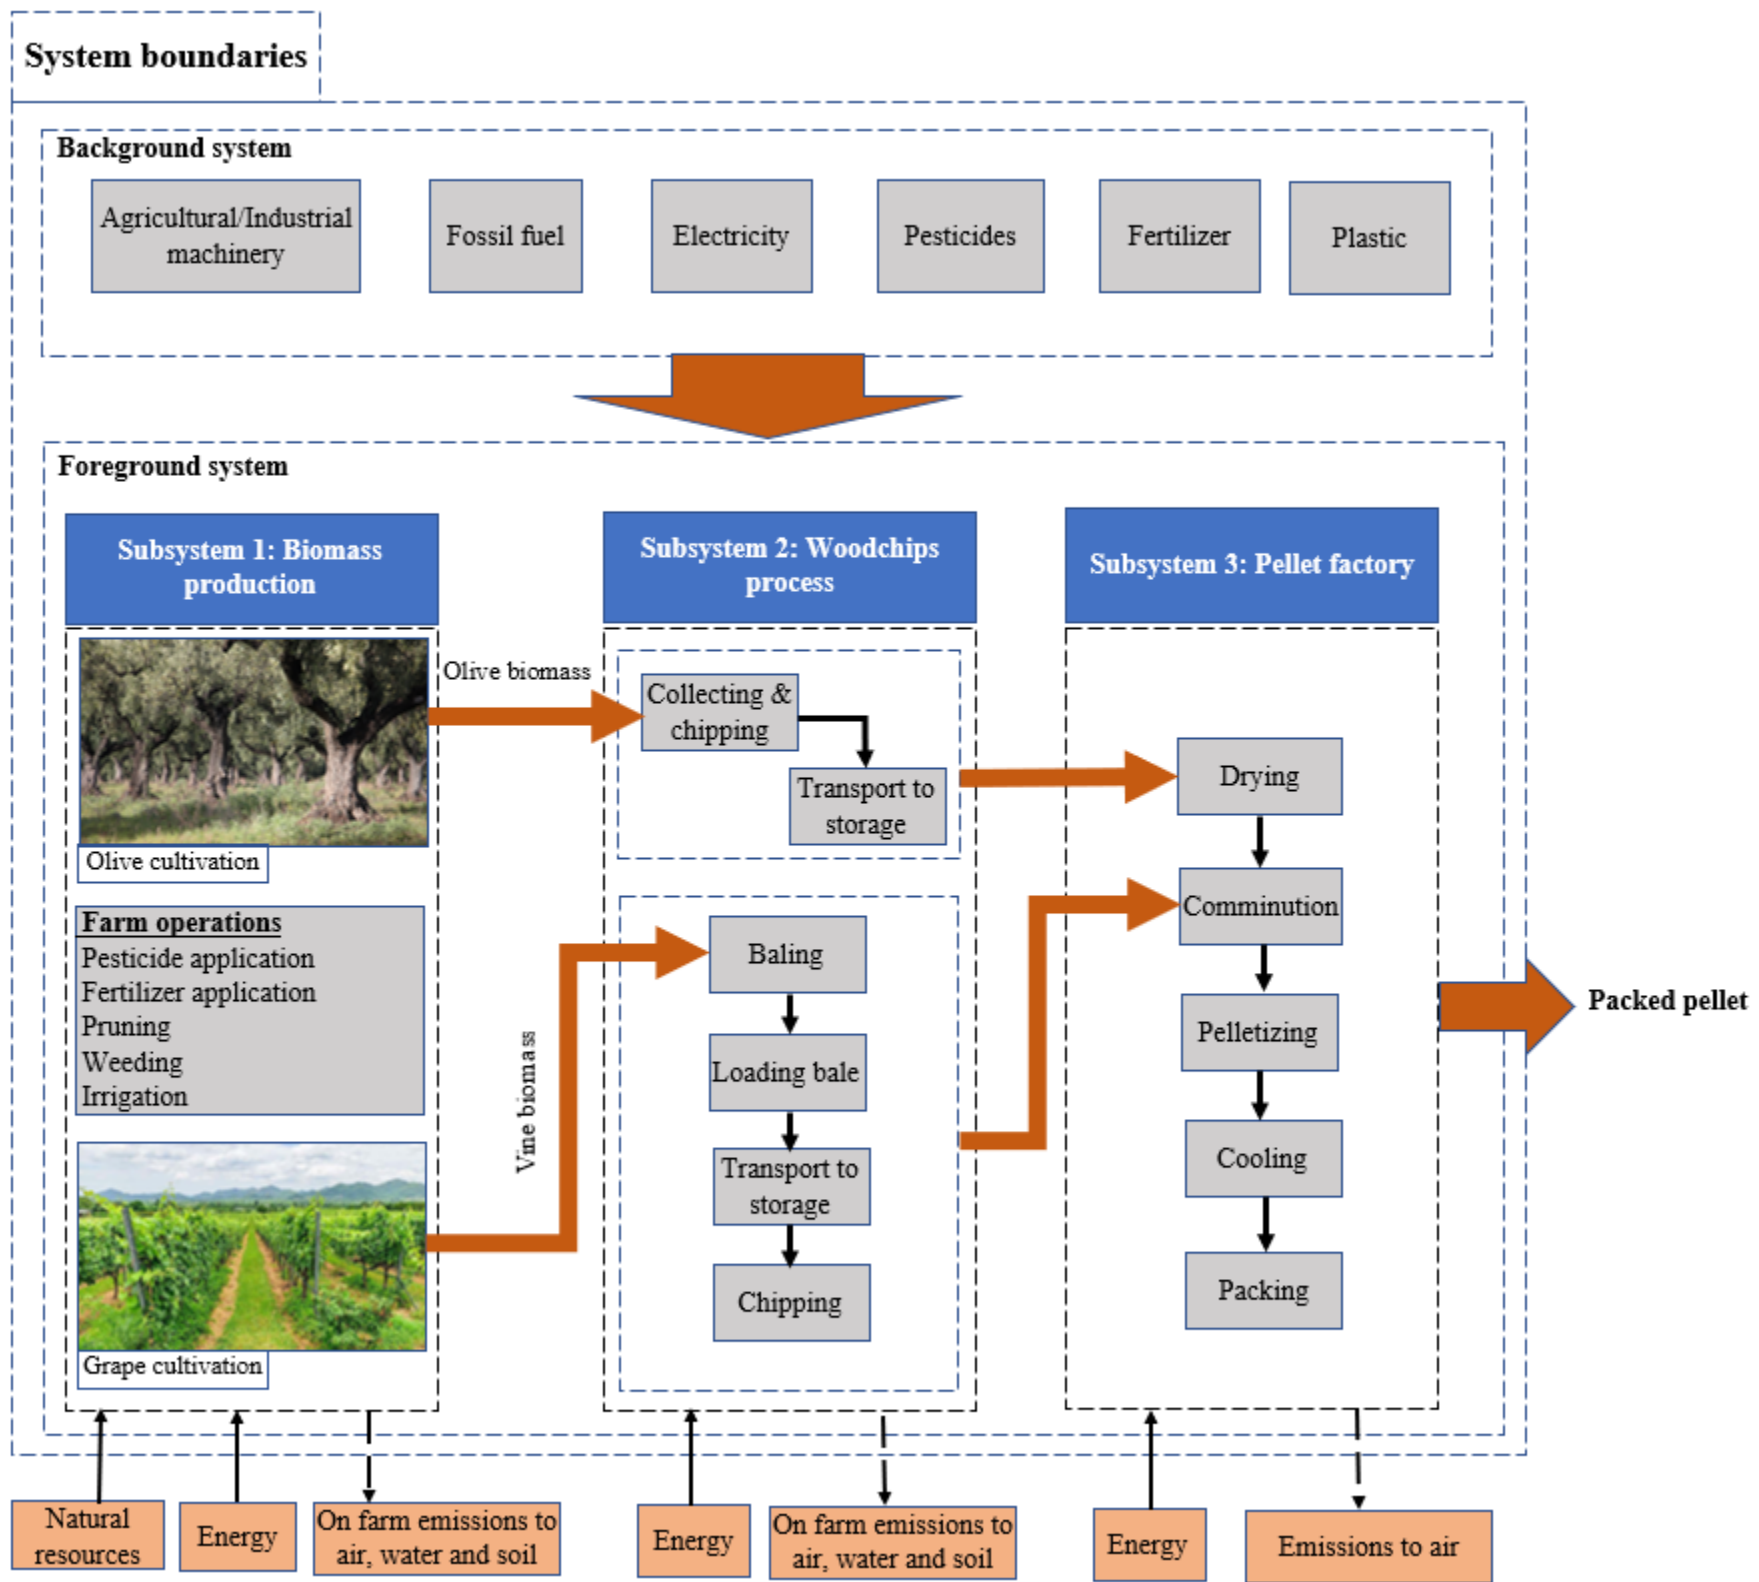 System boundaries
Background system
Agricultural/Industrial
machinery
Fossil fuel
Electricity
Pesticides
Fertilizer
Plastic
Foreground system
Subsystem 1: Biomass
production
Subsystem 2: Woodchips
process
Subsystem 3: Pellet factory
Olive biomass
Olive cultivation
Farm operations
Pesticide application
Fertilizer application
Pruning
Weeding
Irrigation
Vine biomass
Grape cultivation
Collecting &
chipping
Transport to
storage
Baling
Loading bale
Transport to
storage
Chipping
Drying
Comminution
Pelletizing
Cooling
Packing
Packed pellet
Natural
resources
Energy
On farm emissions to
air, water and soil
Energy
On farm emissions to
air, water and soil
Energy
Emissions to air